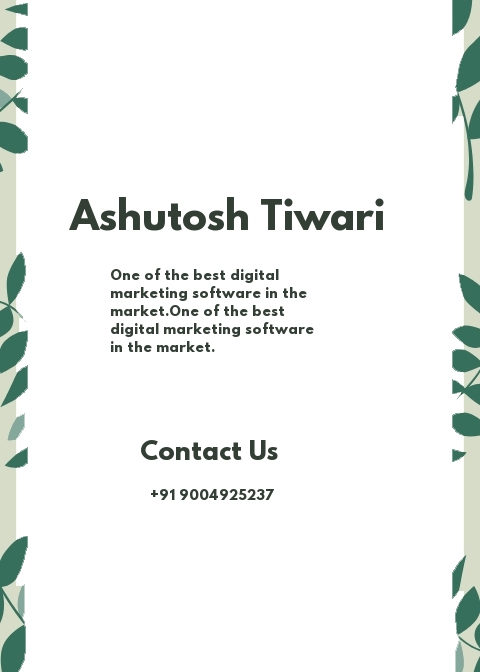 Ashutosh Tiwari
One of the best digital
marketing software in the
market.One of the best
digital marketing software
in the market.
Contact Us
+91 9004925237